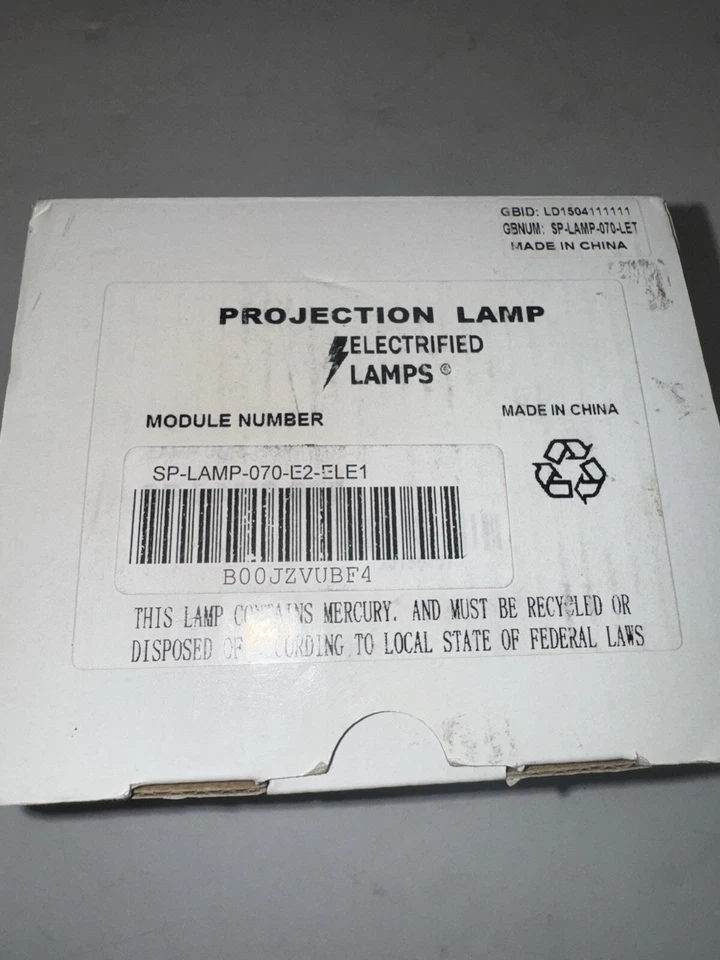 GBID: LD1504111111
GBNUM: SP-LAMP-070-LET
MADE IN CHINA
PROJECTION LAMP
ELECTRIFIED
LAMPS ©
MODULE NUMBER
MADE IN CHINA
SP-LAMP-070-E2-ELE1
B00JZVUBF4
THIS LAMP CONTAINS MERCURY. AND MUST BE RECYCLED OR
DISPOSED OF TO LOCAL STATE OF FEDERAL LAWS